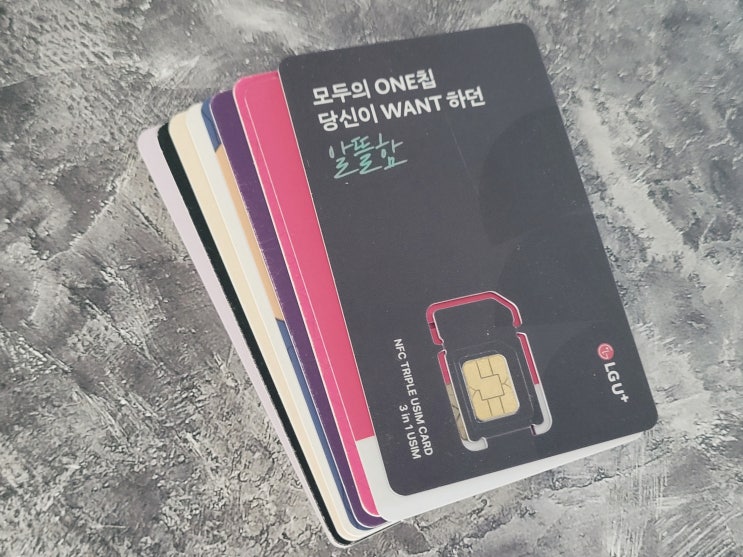 모두의 ONE칩
당신이 WANT 하던
알뜰함
NFC TRIPLE USIM CARD
3 in 1 USIM
LG U+